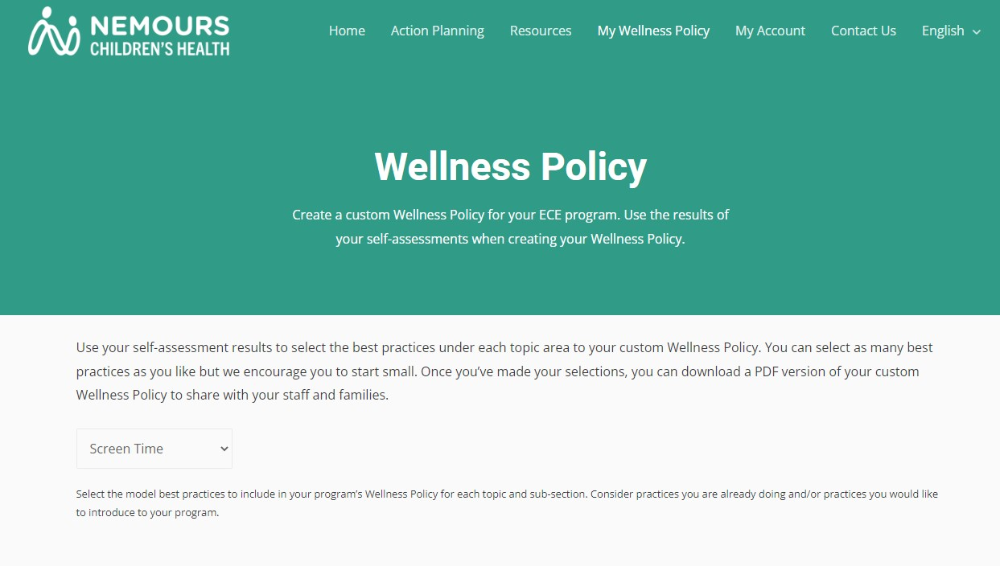 NEMOURS
CHILDREN'S HEALTH
Home Action Planning Resources My Wellness Policy My Account Contact Us English
Wellness Policy
Create a custom Wellness Policy for your ECE program. Use the results of
your self-assessments when creating your Wellness Policy.
Use your self-assessment results to select the best practices under each topic area to your custom Wellness Policy. You can select as many best
practices as you like but we encourage you to start small. Once you’ve made your selections, you can download a PDF version of your custom
Wellness Policy to share with your staff and families.
Screen Time
Select the model best practices to include in your program’s Wellness Policy for each topic and sub-section. Consider practices you are already doing and/or practices you would like
to introduce to your program.